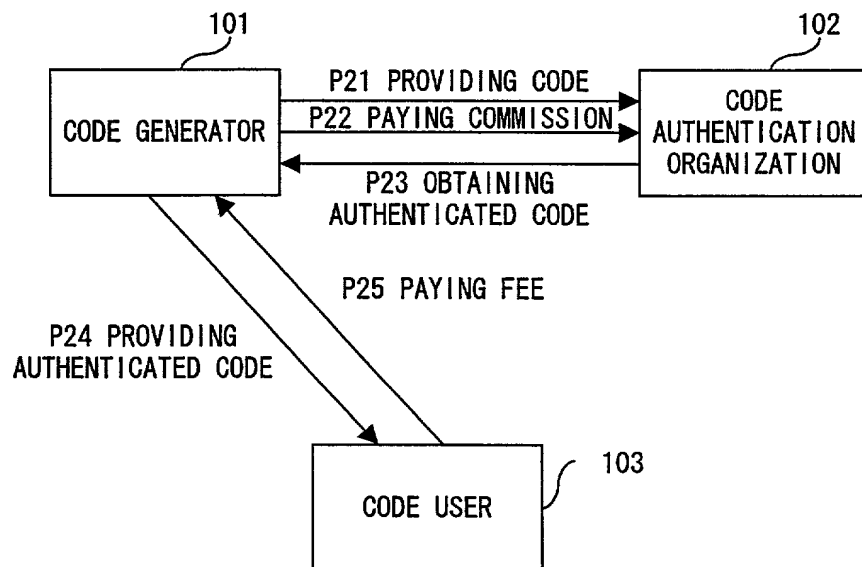 101
102
CODE GENERATOR
P21 PROVIDING CODE
P22 PAYING COMMISSION
P23 OBTAINING
AUTHENTICATED CODE
CODE
AUTHENTICATION
ORGANIZATION
P25 PAYING FEE
P24 PROVIDING
AUTHENTICATED CODE
103
CODE USER